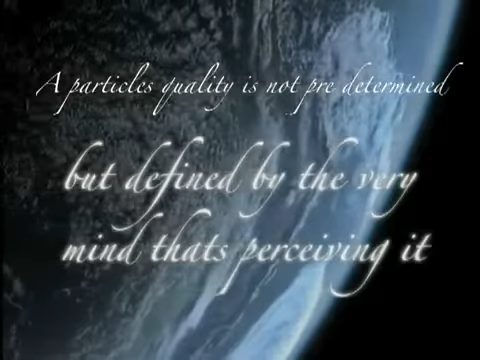 A particles quality is not pre determined
but defined by the very
mind thats perceiving it